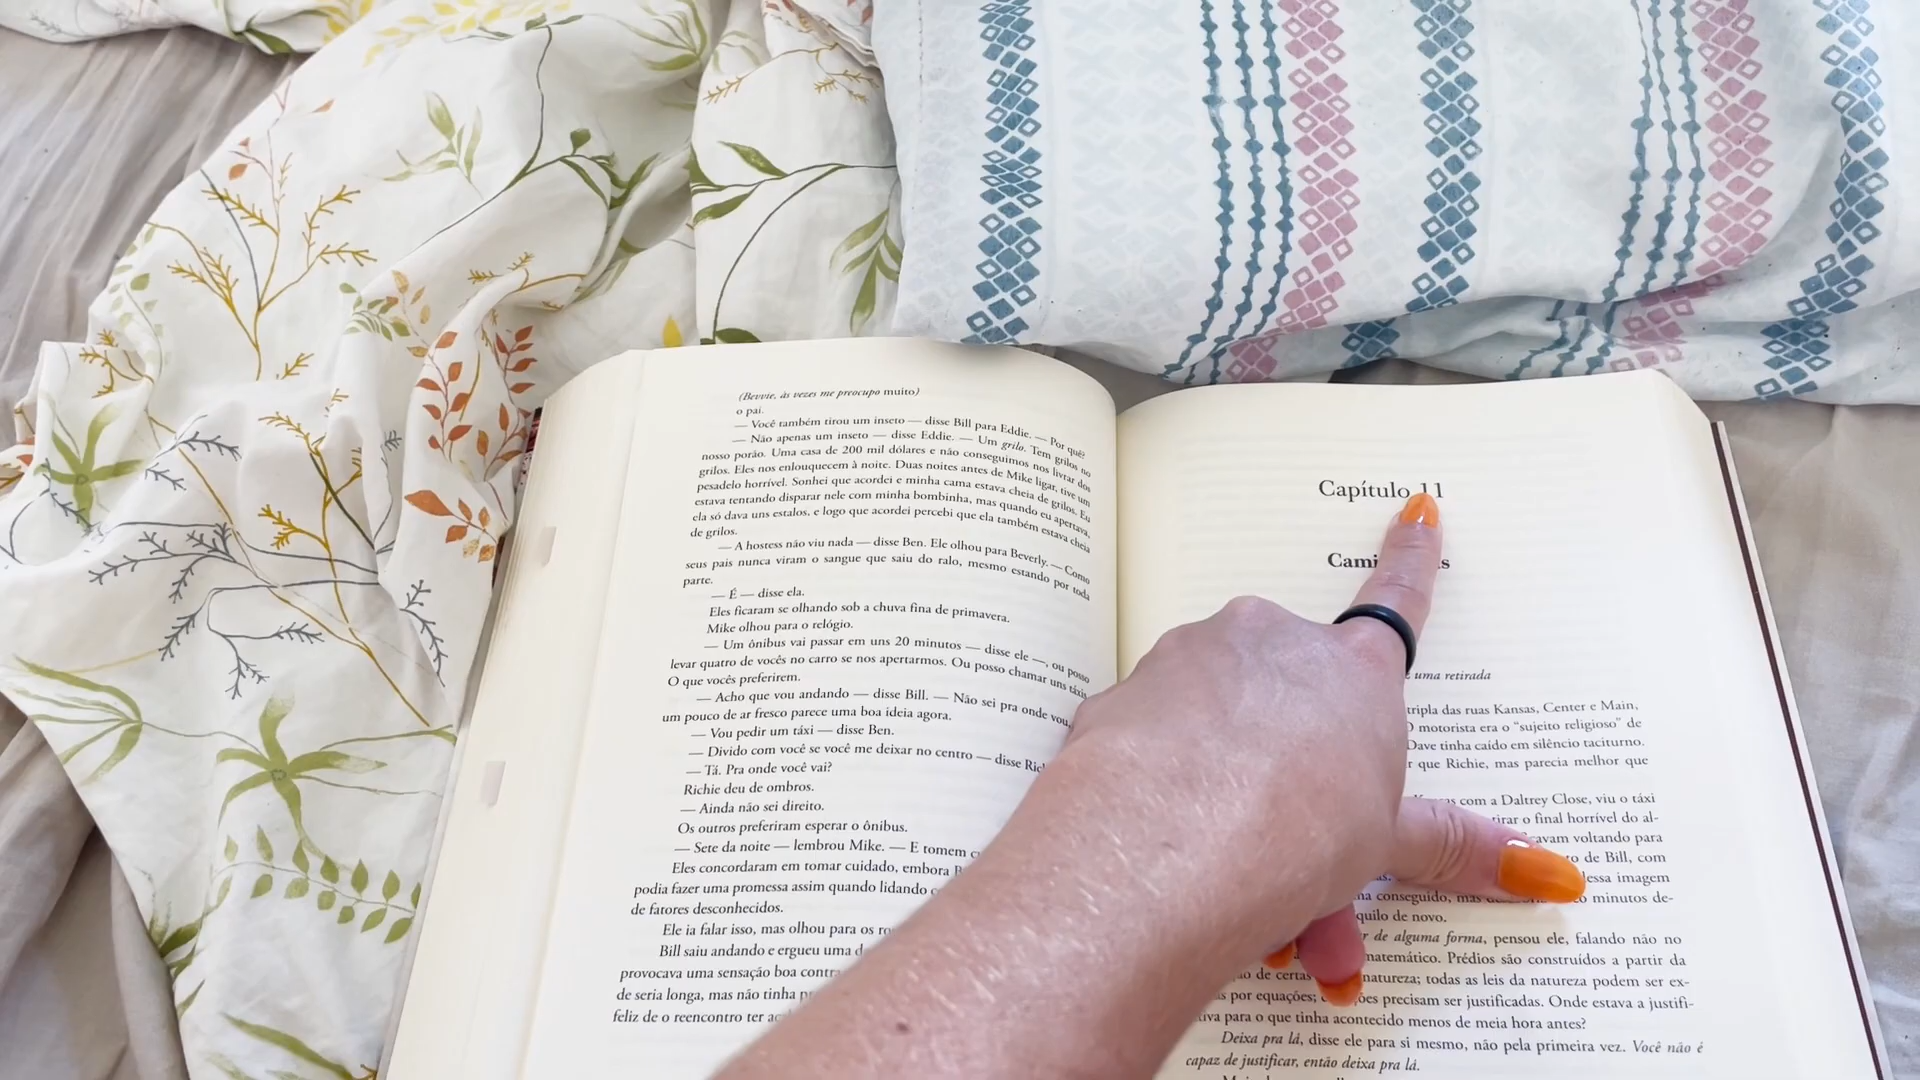 (Bevvie, às vezes me preocupo muito)
o pai.
— Você também tirou um inseto — disse Bill para Eddie. — Por quê?
— Não apenas um inseto — disse Eddie. — Um grilo. Tem grilos no
nosso porão. Uma casa de 200 mil dólares e não conseguimos nos livrar dos
grilos. Eles nos enlouquecem à noite. Duas noites antes de Mike ligar, tive um
pesadelo horrível. Sonhei que acordei e minha cama estava cheia de grilos. Eu
estava tentando disparar nele com minha bombinha, mas quando eu apertava,
ela só dava uns estalos, e logo que acordei percebi que ela também estava cheia
de grilos.
— A hostess não viu nada — disse Ben. Ele olhou para Beverly. — Como
seus pais nunca viram o sangue que saiu do ralo, mesmo estando por toda
parte.
— É — disse ela.
Eles ficaram se olhando sob a chuva fina de primavera.
Mike olhou para o relógio.
— Um ônibus vai passar em uns 20 minutos — disse ele —, ou posso
levar quatro de vocês no carro se nos apertarmos. Ou posso chamar uns táxis.
O que vocês preferirem.
— Acho que vou andando — disse Bill. — Não sei pra onde vou,
um pouco de ar fresco parece uma boa ideia agora.
— Vou pedir um táxi — disse Ben.
— Divido com você se você me deixar no centro — disse
— Tá. Pra onde você vai?
Richie deu de ombros.
— Ainda não sei direito.
Os outros preferiram esperar o ônibus.
— Sete da noite — lembrou Mike. — E tomem
Eles concordaram em tomar cuidado, embora
podia fazer uma promessa assim quando lidando
de fatores desconhecidos.
Ele ia falar isso, mas olhou para os
Bill saiu andando e ergueu uma
provocava uma sensação boa
de seria longa, mas não tinha
feliz de o reencontro ter
Capítulo 11
uma retirada
tripla das ruas Kansas, Center e Main,
O motorista era o “sujeito religioso” de
Dave tinha caído em silêncio taciturno.
que Richie, mas parecia melhor que
com a Daltrey Close, viu o táxi
tirar o final horrível do al-
voltando para
de Bill, com
dessa imagem
conseguido, mas minutos de-
de novo.
de alguma forma, pensou ele, falando não no
matemático. Prédios são construídos a partir da
de certas natureza; todas as leis da natureza podem ser ex-
por equações; precisam ser justificadas. Onde estava a justifi-
para o que tinha acontecido menos de meia hora antes?
Deixa pra lá, disse ele para si mesmo, não pela primeira vez. Você não é
capaz de justificar, então deixa pra lá.